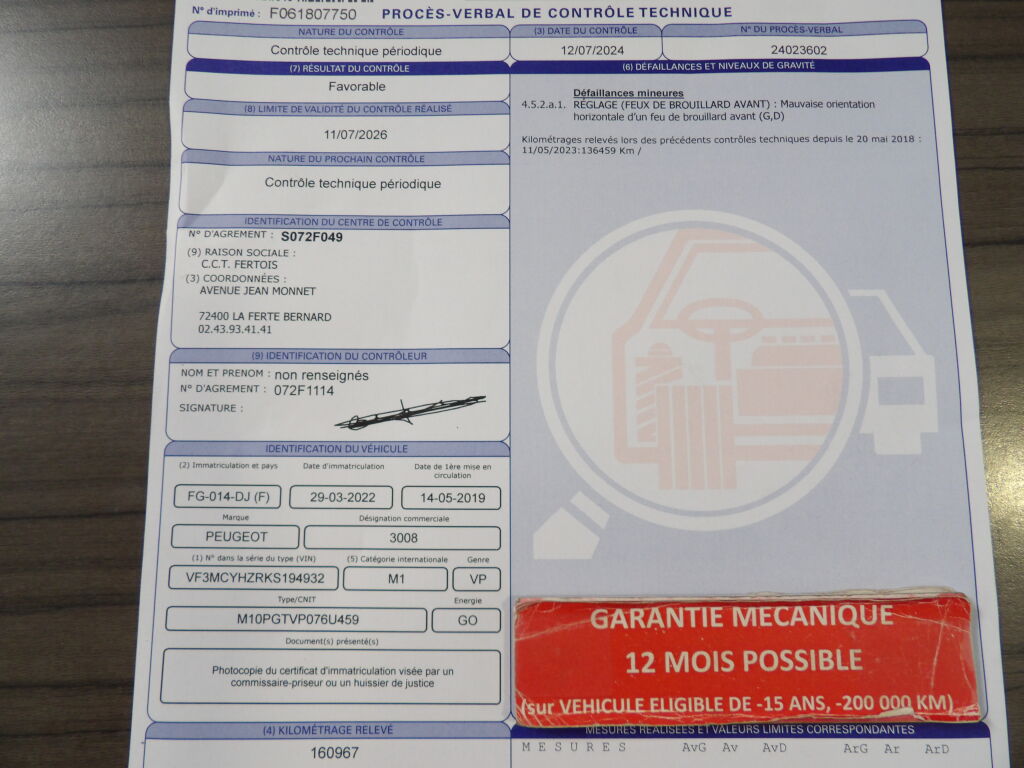 N° d'imprimé : F061807750
PROCÈS-VERBAL DE CONTRÔLE TECHNIQUE
NATURE DU CONTRÔLE
Contrôle technique périodique
(3) DATE DU CONTRÔLE
12/07/2024
N° DU PROCÈS-VERBAL
24023602
(7) RÉSULTAT DU CONTRÔLE
Favorable
(8) LIMITE DE VALIDITÉ DU CONTRÔLE RÉALISÉ
11/07/2026
NATURE DU PROCHAIN CONTRÔLE
Contrôle technique périodique
IDENTIFICATION DU CENTRE DE CONTRÔLE
N° D'AGREMENT : S072F049
(9) RAISON SOCIALE :
C.C.T. FERTOIS
(3) COORDONNÉES :
AVENUE JEAN MONNET
72400 LA FERTE BERNARD
02.43.93.41.41
(9) IDENTIFICATION DU CONTRÔLEUR
NOM ET PRENOM : non renseignés
N° D'AGREMENT : 072F1114
SIGNATURE :
IDENTIFICATION DU VÉHICULE
(2) Immatriculation et pays
Date d'immatriculation
Date de 1ère mise en
circulation
FG-014-DJ (F)
29-03-2022
14-05-2019
Marque
Désignation commerciale
PEUGEOT
3008
(1) N° dans la série du type (VIN)
(5) Catégorie internationale
Genre
VF3MCYHZRKS194932
M1
VP
Type/CNIT
Energie
M10PGTVP076U459
GO
Document(s) présenté(s)
Photocopie du certificat d'immatriculation visée par un
commissaire-priseur ou un huissier de justice
(4) KILOMÉTRAGE RELEVÉ
160967
(6) DÉFAILLANCES ET NIVEAUX DE GRAVITÉ
Défaillances mineures
4.5.2.a.1. RÉGLAGE (FEUX DE BROUILLARD AVANT) : Mauvaise orientation
horizontale d'un feu de brouillard avant (G,D)
Kilométrages relevés lors des précédents contrôles techniques depuis le 20 mai 2018 :
11/05/2023:136459 Km /
GARANTIE MECANIQUE
12 MOIS POSSIBLE
(sur VEHICULE ELIGIBLE DE -15 ANS, -200 000 KM)
MESURES RÉALISÉES ET VALEURS LIMITES CORRESPONDANTES
M E S U R E S AvG Av AvD ArG Ar ArD